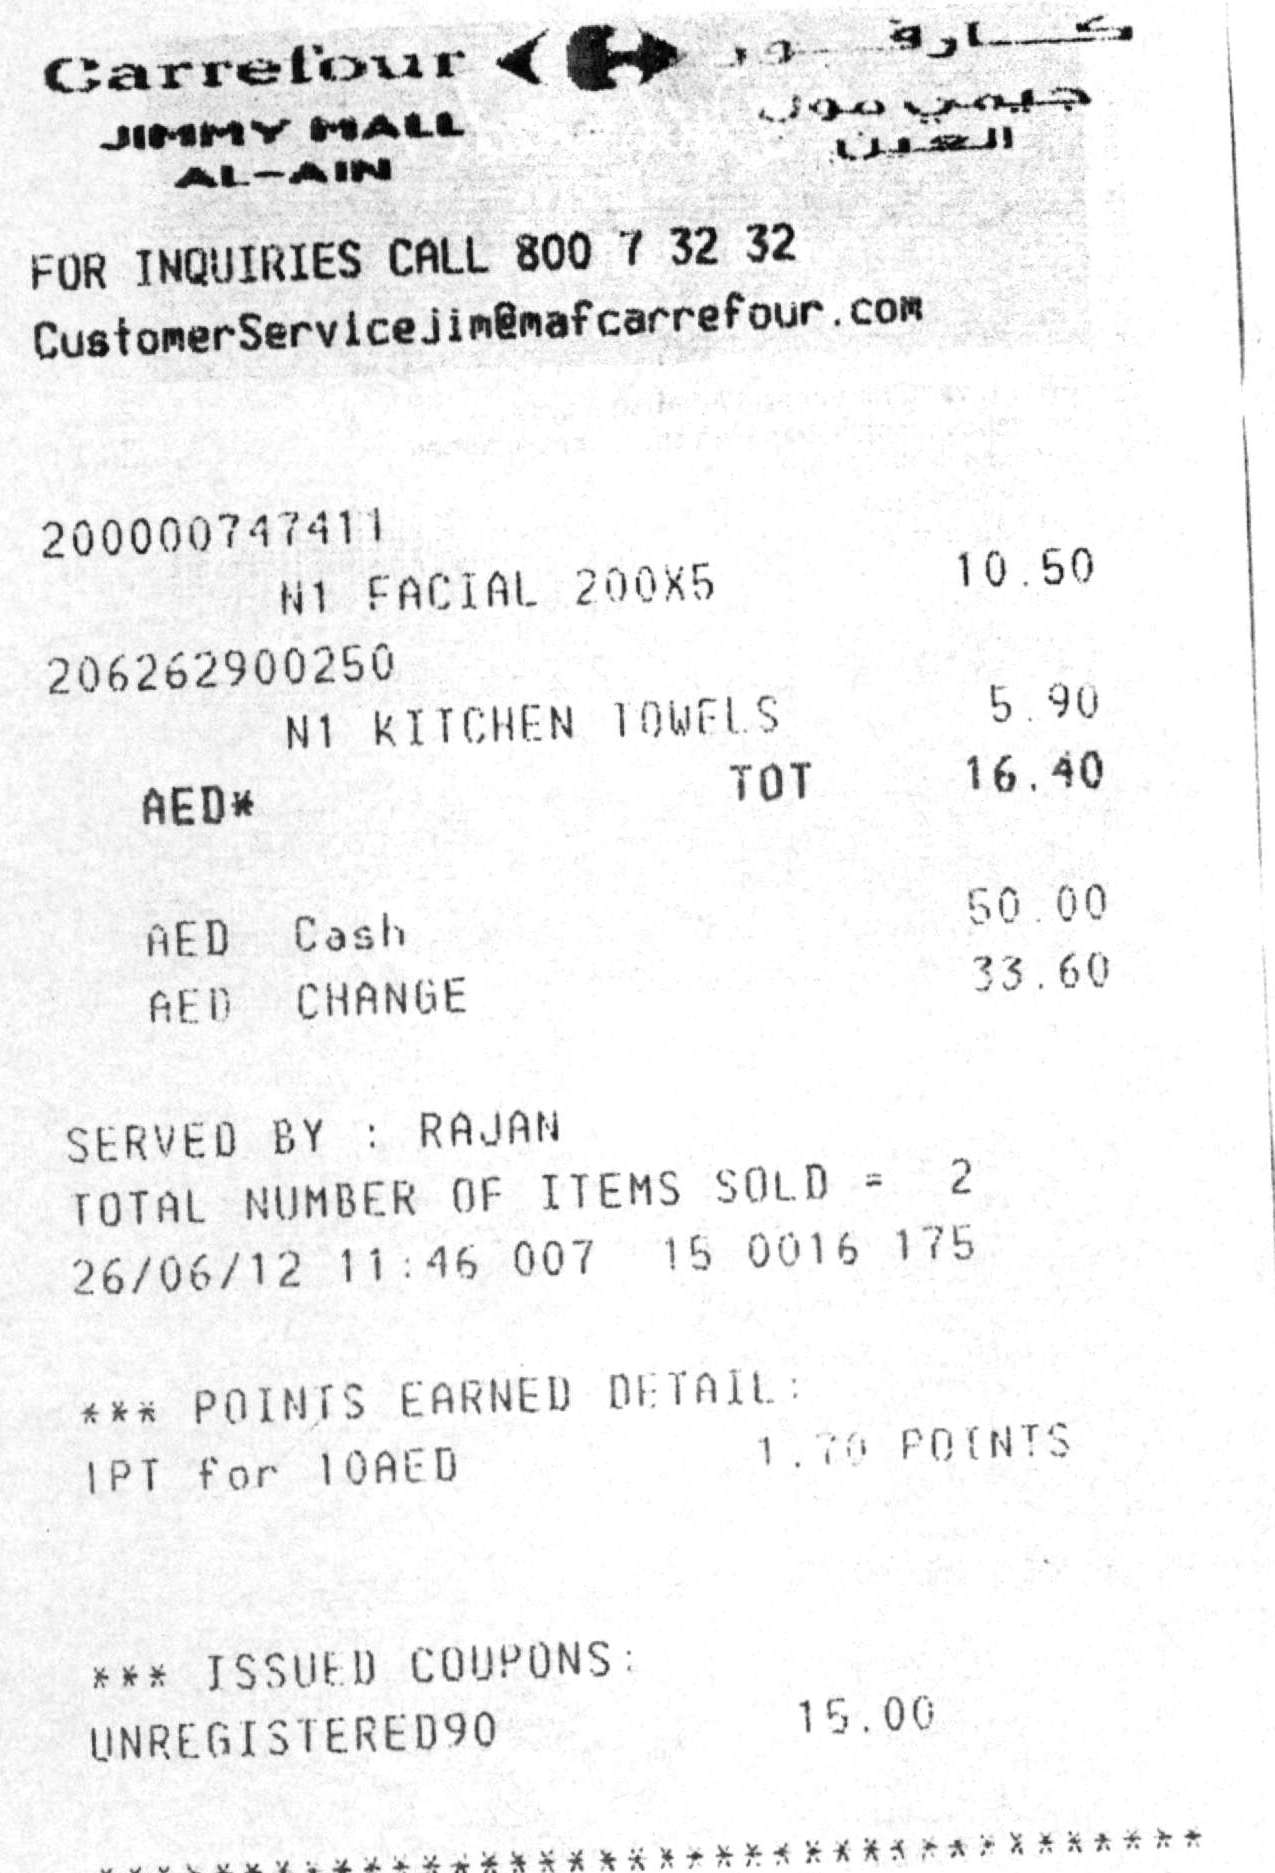 Carrefour كارفور
JIMMY MALL جيمي مول
AL-AIN العين
FOR INQUIRIES CALL 800 7 32 32
CustomerServicejim@mafcarrefour.com
200000747411
N1 FACIAL 200X5 10.50
206262900250
N1 KITCHEN TOWELS 5.90
AED* TOT 16.40
AED Cash 50.00
AED CHANGE 33.60
SERVED BY : RAJAN
TOTAL NUMBER OF ITEMS SOLD = 2
26/06/12 11:46 007 15 0016 175
*** POINTS EARNED DETAIL:
1PT for 10AED 1.70 POINTS
*** ISSUED COUPONS:
UNREGISTERED90 15.00
**************************************